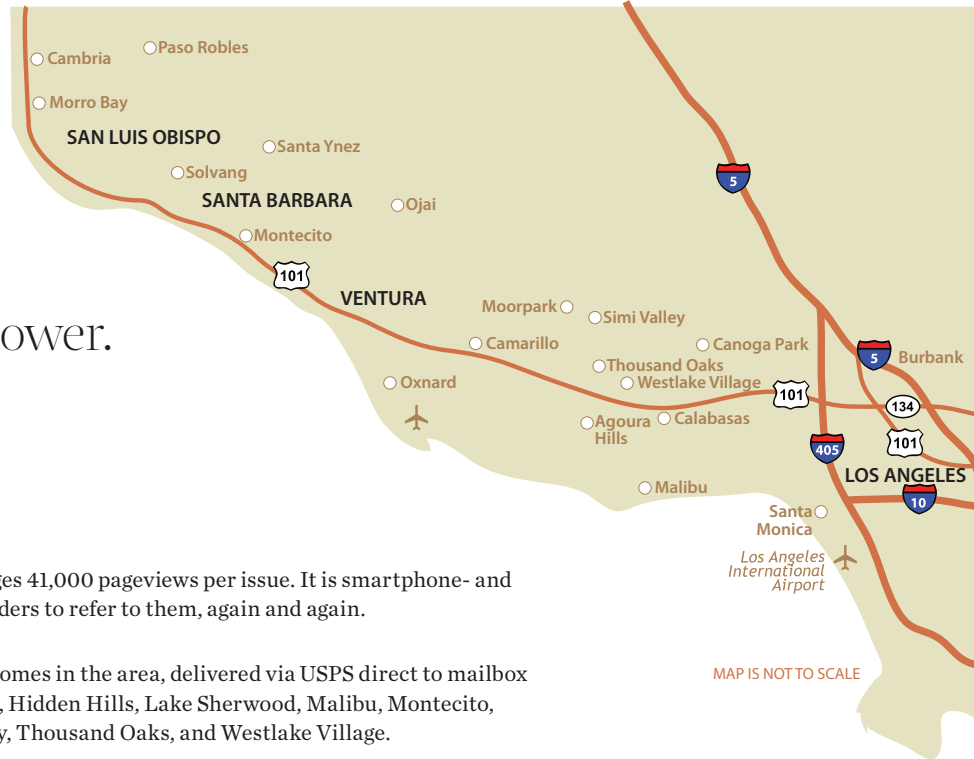 Cambria
Paso Robles
Morro Bay
SAN LUIS OBISPO
Santa Ynez
Solvang
SANTA BARBARA
Ojai
Montecito
101
5
VENTURA
Moorpark
Simi Valley
Camarillo
Canoga Park
5
Burbank
Thousand Oaks
Westlake Village
Oxnard
101
134
Agoura
Hills
Calabasas
405
101
LOS ANGELES
Malibu
10
Santa
Monica
Los Angeles
International
Airport
MAP IS NOT TO SCALE
ower.
ges 41,000 pageviews per issue. It is smartphone- and
ders to refer to them, again and again.
omes in the area, delivered via USPS direct to mailbox
, Hidden Hills, Lake Sherwood, Malibu, Montecito,
y, Thousand Oaks, and Westlake Village.